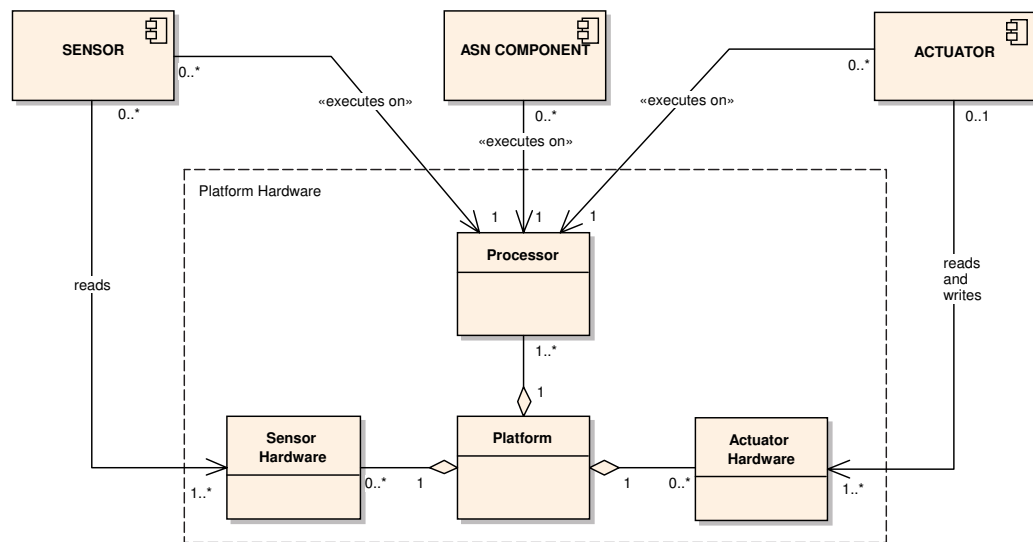 SENSOR
ASN COMPONENT
ACTUATOR
0..*
0..*
0..*
0..*
0..*
0..1
«executes on»
«executes on»
«executes on»
Platform Hardware
1
1
1
Processor
reads
reads
and
writes
1..*
1
Sensor
Hardware
Platform
Actuator
Hardware
1..*
0..*
1
1
0..*
1..*